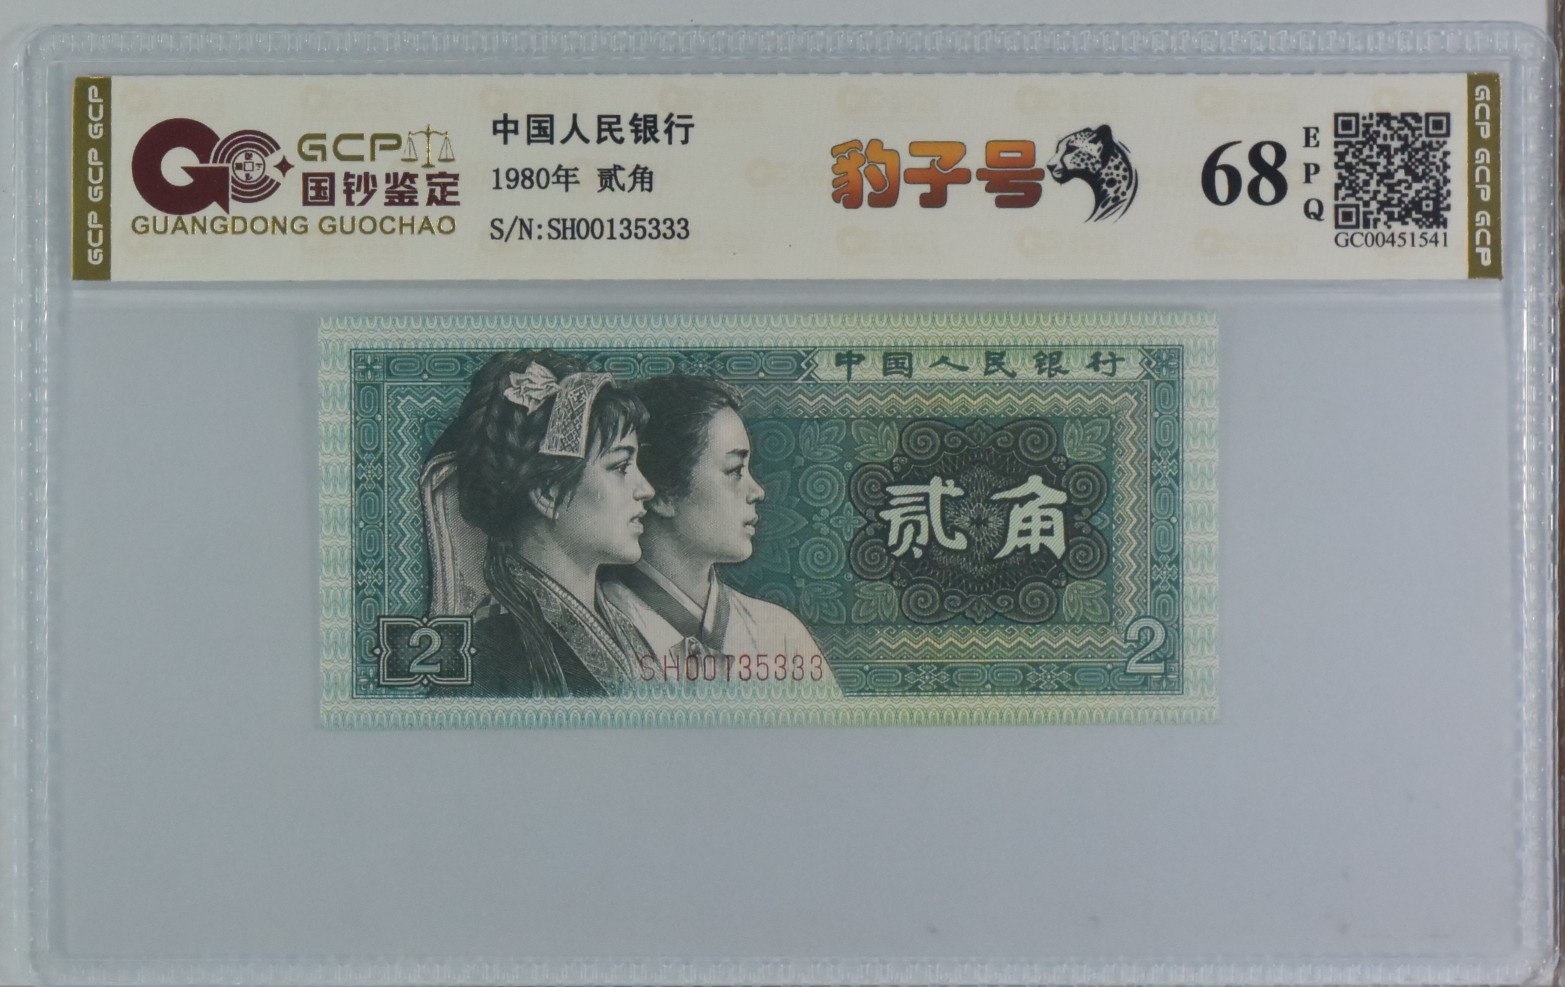 GCP GCP GCP
GCP
国钞鉴定
GUANGDONG GUOCHAO
中国人民银行
1980年 贰角
S/N:SH00135333
豹子号
68
EPQ
GC00451541
GCP GCP GCP
中国人民银行
贰角
2
SH00135333
2